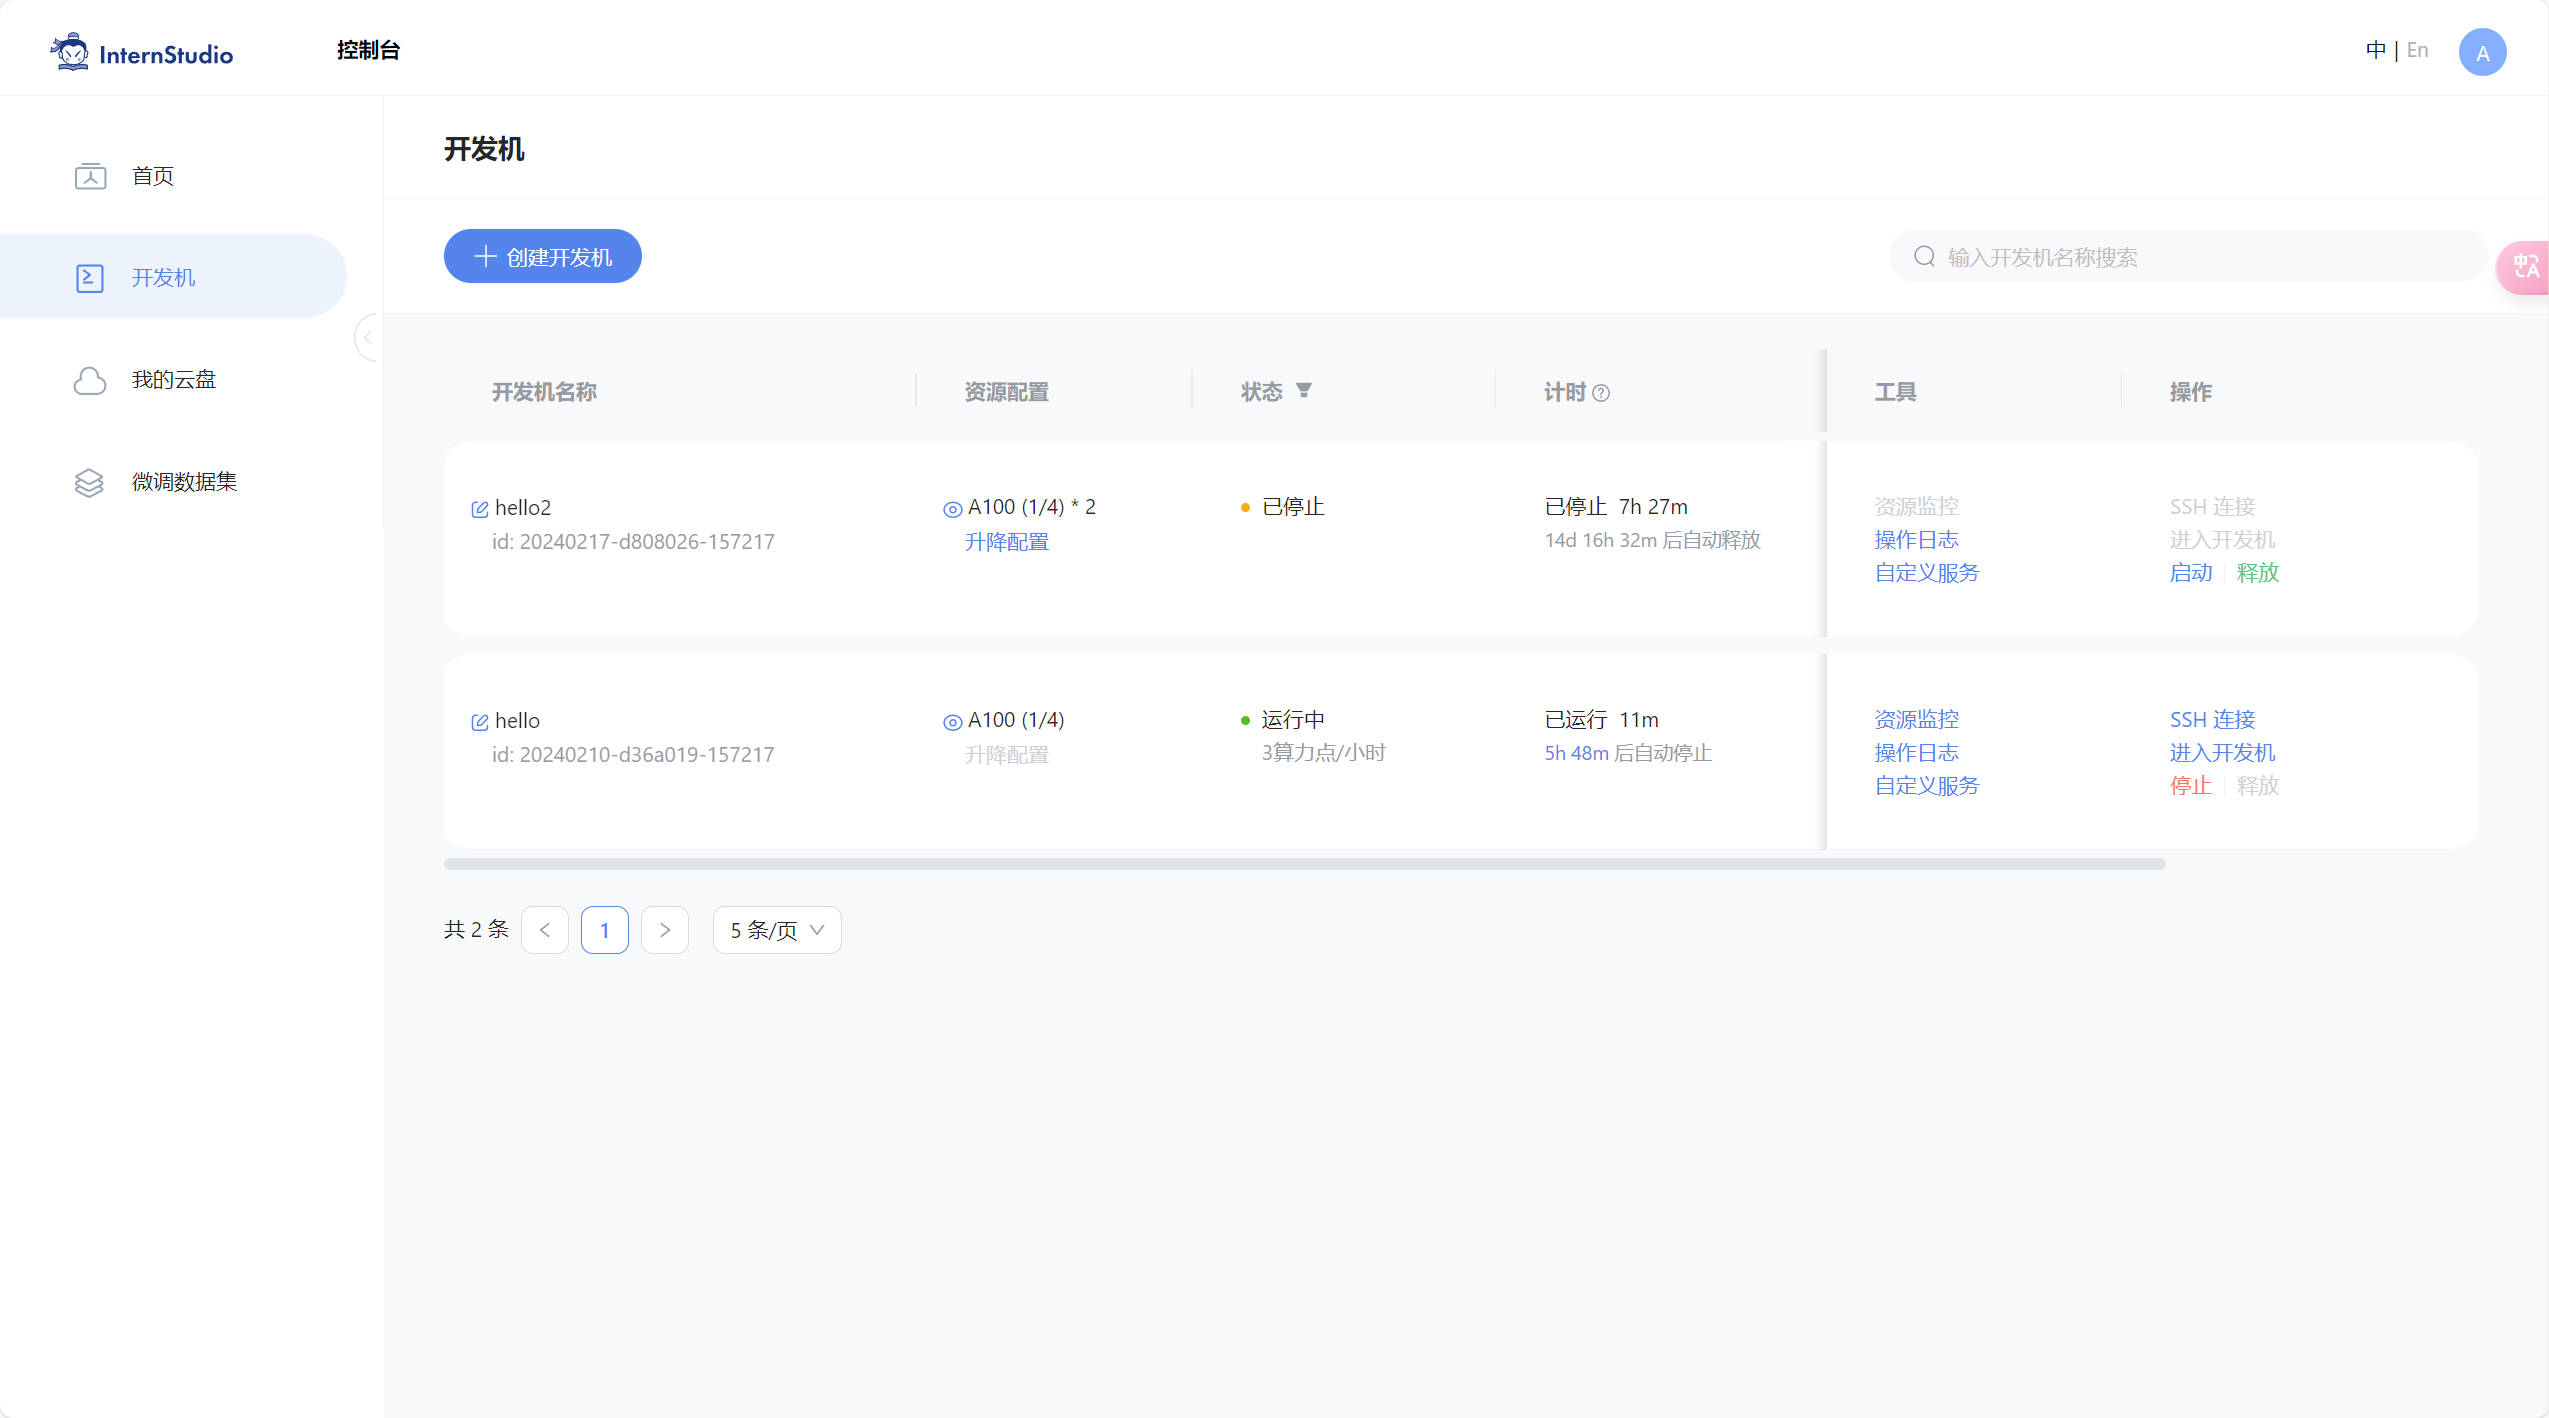 InternStudio
控制台
中 | En
A
首页
开发机
我的云盘
微调数据集
开发机
创建开发机
输入开发机名称搜索
开发机名称 资源配置 状态 计时 工具 操作
hello2 A100 (1/4) * 2 已停止 已停止 7h 27m 资源监控 SSH 连接
id: 20240217-d808026-157217 升降配置 14d 16h 32m 后自动释放 操作日志 进入开发机
自定义服务 启动 释放
hello A100 (1/4) 运行中 已运行 11m 资源监控 SSH 连接
id: 20240210-d36a019-157217 升降配置 3算力点/小时 5h 48m 后自动停止 操作日志 进入开发机
自定义服务 停止 释放
共 2 条 < 1 > 5 条/页